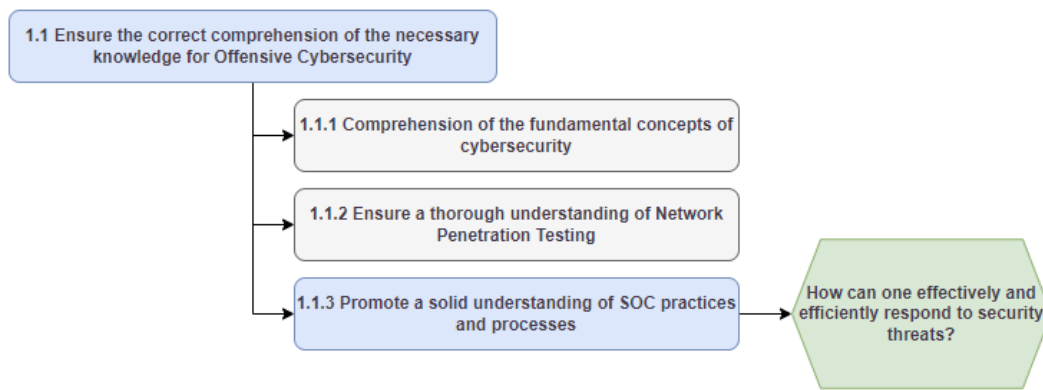 1.1 Ensure the correct comprehension of the necessary
knowledge for Offensive Cybersecurity
1.1.1 Comprehension of the fundamental concepts of
cybersecurity
1.1.2 Ensure a thorough understanding of Network
Penetration Testing
1.1.3 Promote a solid understanding of SOC practices
and processes
How can one effectively and
efficiently respond to security
threats?